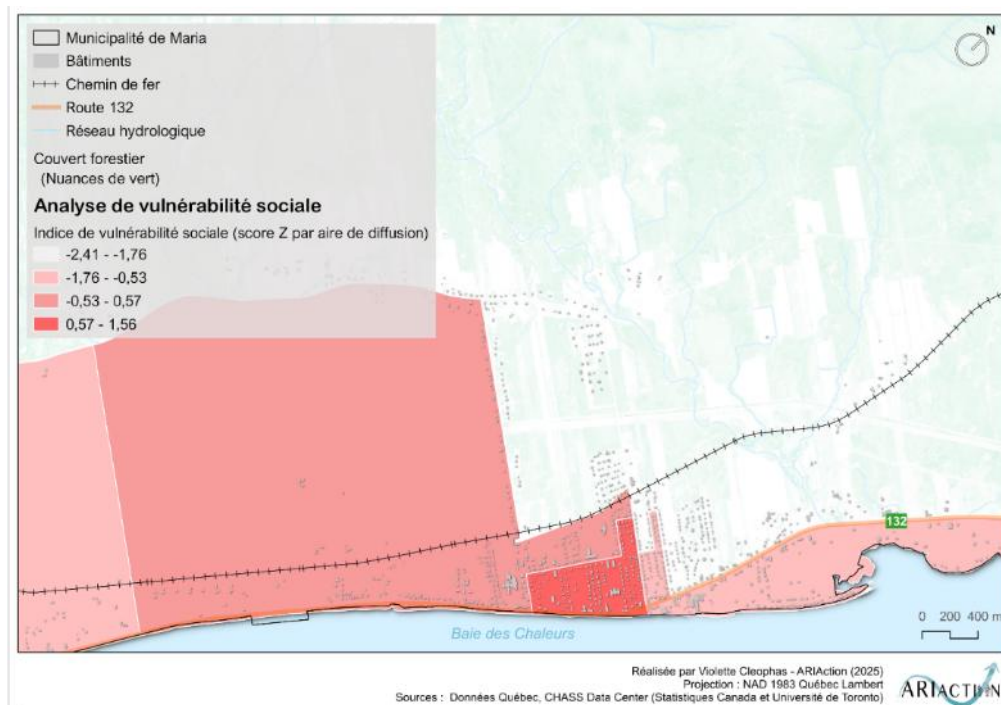 Municipalité de Maria
Bâtiments
Chemin de fer
Route 132
Réseau hydrologique
Couvert forestier
(Nuances de vert)
Analyse de vulnérabilité sociale
Indice de vulnérabilité sociale (score Z par aire de diffusion)
-2,41 - -1,76
-1,76 - -0,53
-0,53 - 0,57
0,57 - 1,56
N
132
Baie des Chaleurs
0 200 400 m
Réalisée par Violette Cleophas - ARIAction (2025)
Projection : NAD 1983 Québec Lambert
Sources : Données Québec, CHASS Data Center (Statistiques Canada et Université de Toronto)
ARIACTION